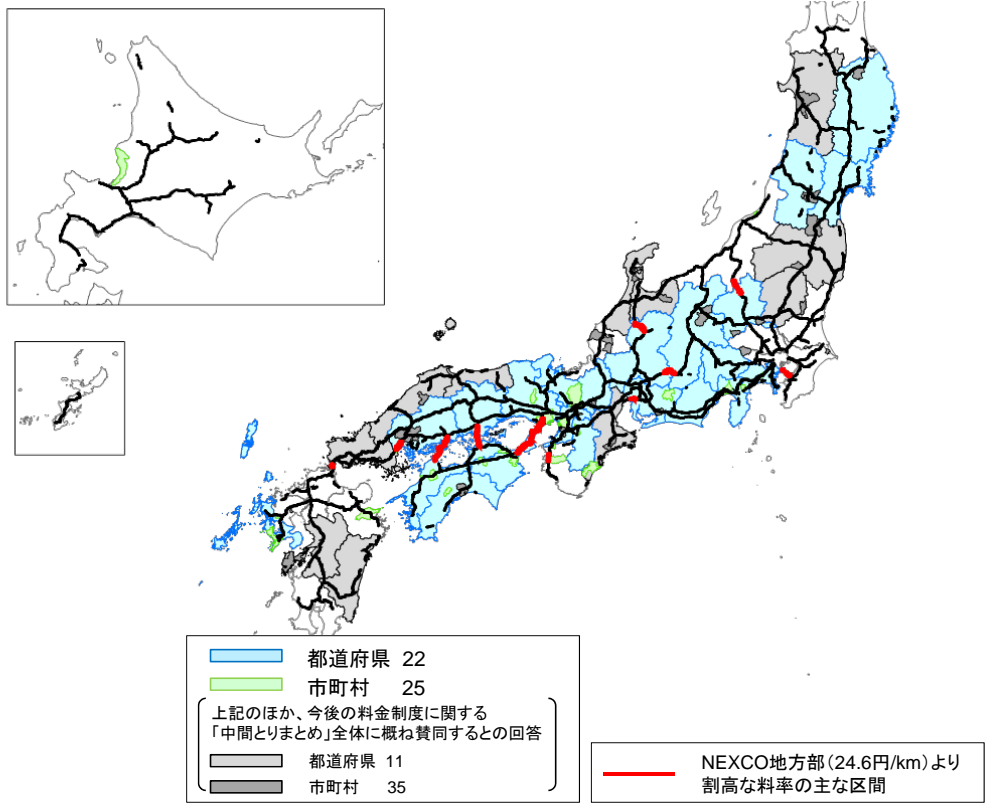 都道府県 22
市町村 25
上記のほか、今後の料金制度に関する
「中間とりまとめ」全体に概ね賛同するとの回答
都道府県 11
市町村 35
NEXCO地方部(24.6円/km)より
割高な料率の主な区間